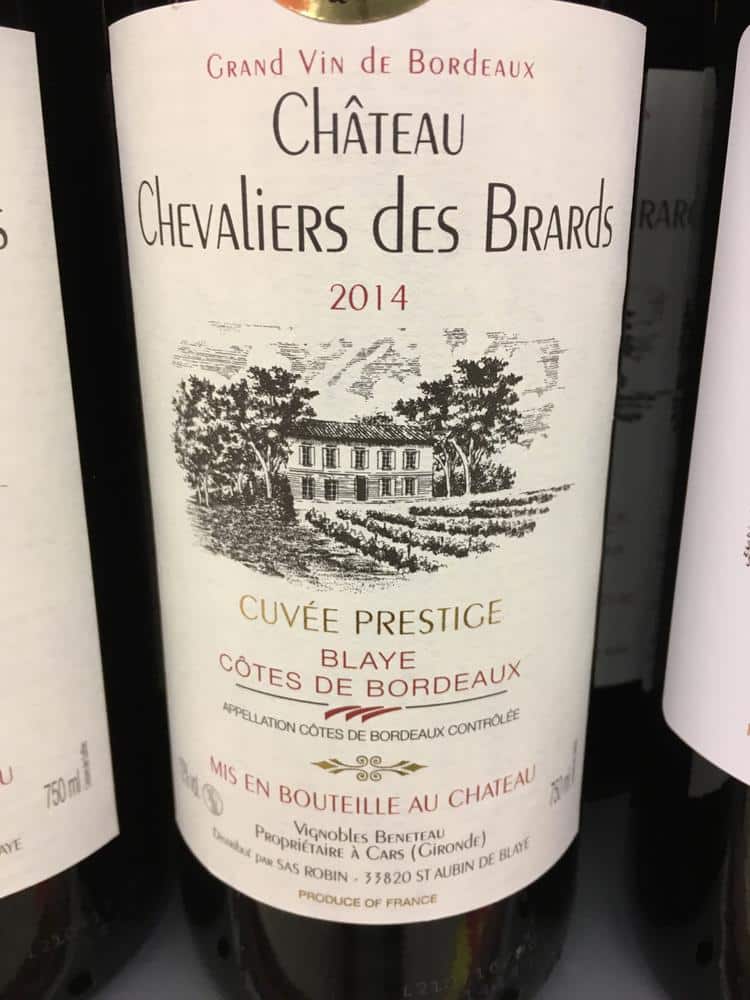 GRAND VIN DE BORDEAUX
CHÂTEAU
CHEVALIERS DES BRARDS
2014
CUVÉE PRESTIGE
BLAYE
CÔTES DE BORDEAUX
APPELLATION CÔTES DE BORDEAUX CONTRÔLÉE
MIS EN BOUTEILLE AU CHATEAU
750 ml
VIGNOBLES BENETEAU
PROPRIÉTAIRE À CARS (GIRONDE)
Distribué par SAS ROBIN - 33820 ST AUBIN DE BLAYE
PRODUCE OF FRANCE
750 ml